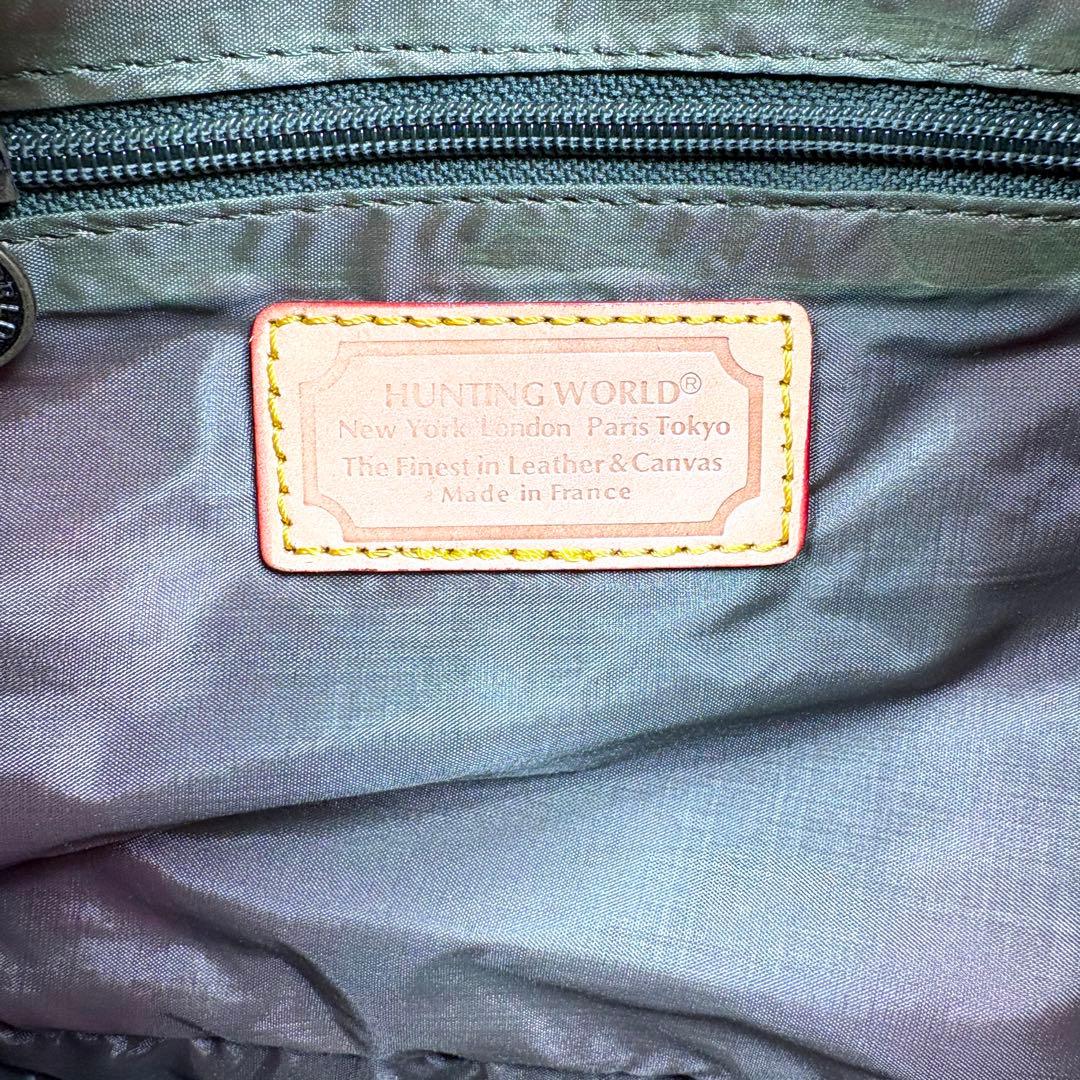 HUNTING WORLD®
New York London Paris Tokyo
The Finest in Leather & Canvas
Made in France